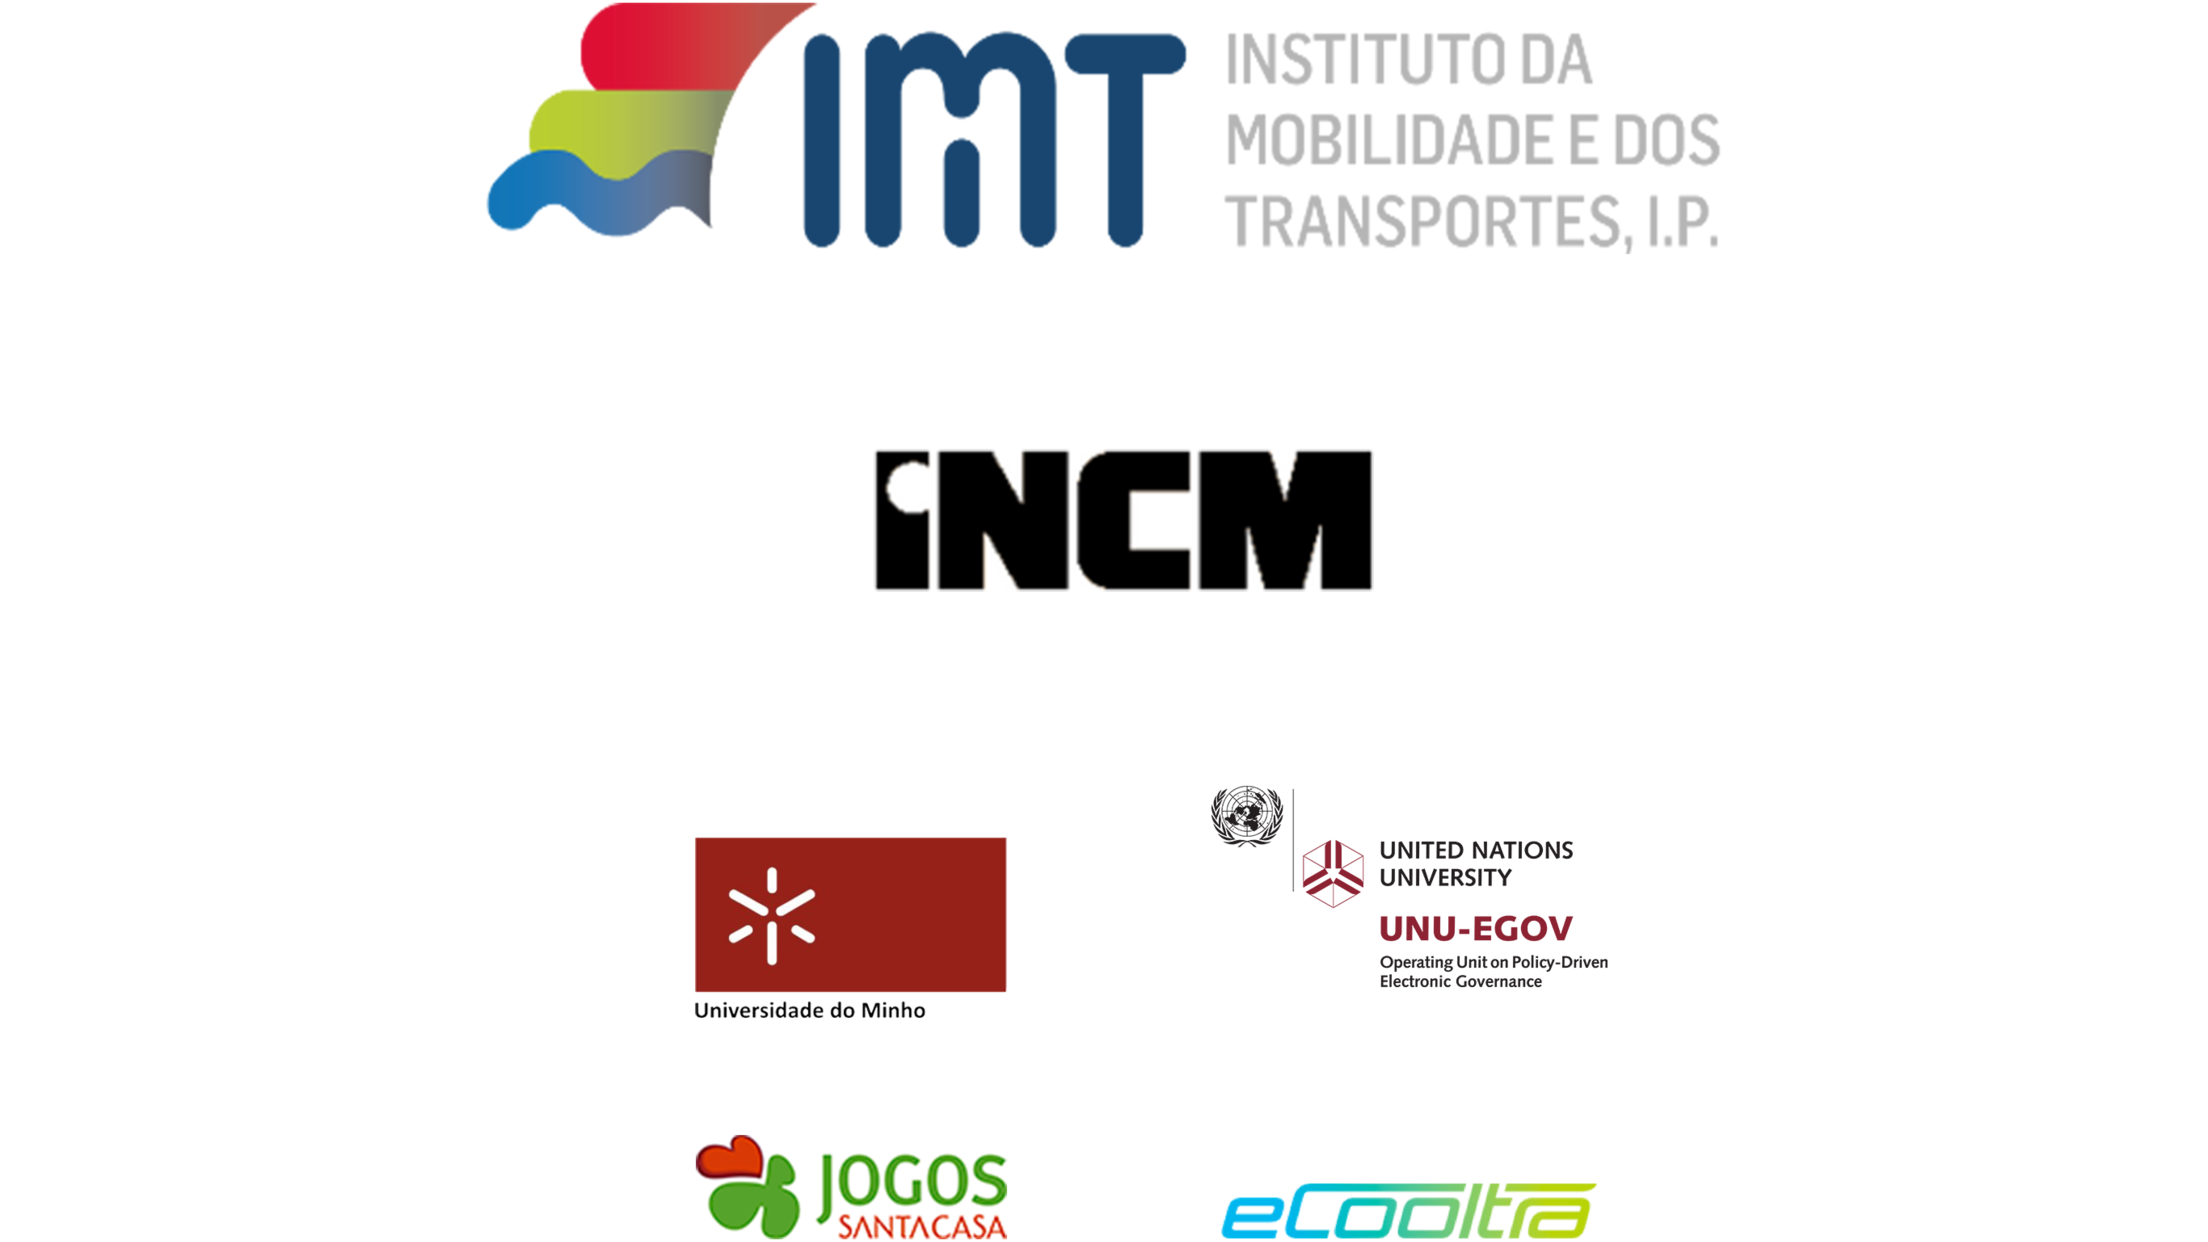 IMT
INSTITUTO DA
MOBILIDADE E DOS
TRANSPORTES, I.P.
iNCM
Universidade do Minho
UNITED NATIONS
UNIVERSITY
UNU-EGOV
Operating Unit on Policy-Driven
Electronic Governance
JOGOS
SANTACASA
eCooltra